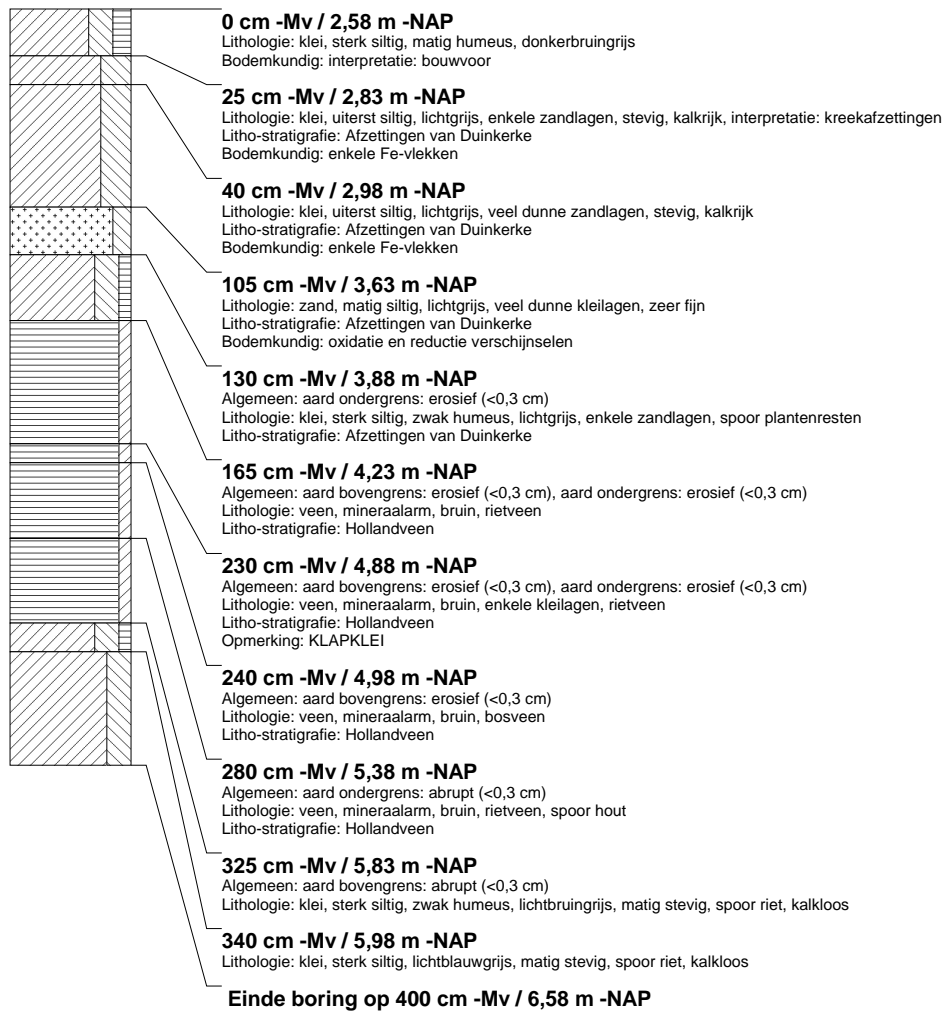 0 cm -Mv / 2,58 m -NAP
Lithologie: klei, sterk siltig, matig humeus, donkerbruingrijs
Bodemkundig: interpretatie: bouwvoor
25 cm -Mv / 2,83 m -NAP
Lithologie: klei, uiterst siltig, lichtgrijs, enkele zandlagen, stevig, kalkrijk, interpretatie: kreekafzettingen
Litho-stratigrafie: Afzettingen van Duinkerke
Bodemkundig: enkele Fe-vlekken
40 cm -Mv / 2,98 m -NAP
Lithologie: klei, uiterst siltig, lichtgrijs, veel dunne zandlagen, stevig, kalkrijk
Litho-stratigrafie: Afzettingen van Duinkerke
Bodemkundig: enkele Fe-vlekken
105 cm -Mv / 3,63 m -NAP
Lithologie: zand, matig siltig, lichtgrijs, veel dunne kleilagen, zeer fijn
Litho-stratigrafie: Afzettingen van Duinkerke
Bodemkundig: oxidatie en reductie verschijnselen
130 cm -Mv / 3,88 m -NAP
Algemeen: aard ondergrens: erosief (<0,3 cm)
Lithologie: klei, sterk siltig, zwak humeus, lichtgrijs, enkele zandlagen, spoor plantenresten
Litho-stratigrafie: Afzettingen van Duinkerke
165 cm -Mv / 4,23 m -NAP
Algemeen: aard bovengrens: erosief (<0,3 cm), aard ondergrens: erosief (<0,3 cm)
Lithologie: veen, mineraalarm, bruin, rietveen
Litho-stratigrafie: Hollandveen
230 cm -Mv / 4,88 m -NAP
Algemeen: aard bovengrens: erosief (<0,3 cm), aard ondergrens: erosief (<0,3 cm)
Lithologie: veen, mineraalarm, bruin, enkele kleilagen, rietveen
Litho-stratigrafie: Hollandveen
Opmerking: KLAPKLEI
240 cm -Mv / 4,98 m -NAP
Algemeen: aard bovengrens: erosief (<0,3 cm)
Lithologie: veen, mineraalarm, bruin, bosveen
Litho-stratigrafie: Hollandveen
280 cm -Mv / 5,38 m -NAP
Algemeen: aard ondergrens: abrupt (<0,3 cm)
Lithologie: veen, mineraalarm, bruin, rietveen, spoor hout
Litho-stratigrafie: Hollandveen
325 cm -Mv / 5,83 m -NAP
Algemeen: aard bovengrens: abrupt (<0,3 cm)
Lithologie: klei, sterk siltig, zwak humeus, lichtbruingrijs, matig stevig, spoor riet, kalkloos
340 cm -Mv / 5,98 m -NAP
Lithologie: klei, sterk siltig, lichtblauwgrijs, matig stevig, spoor riet, kalkloos
Einde boring op 400 cm -Mv / 6,58 m -NAP